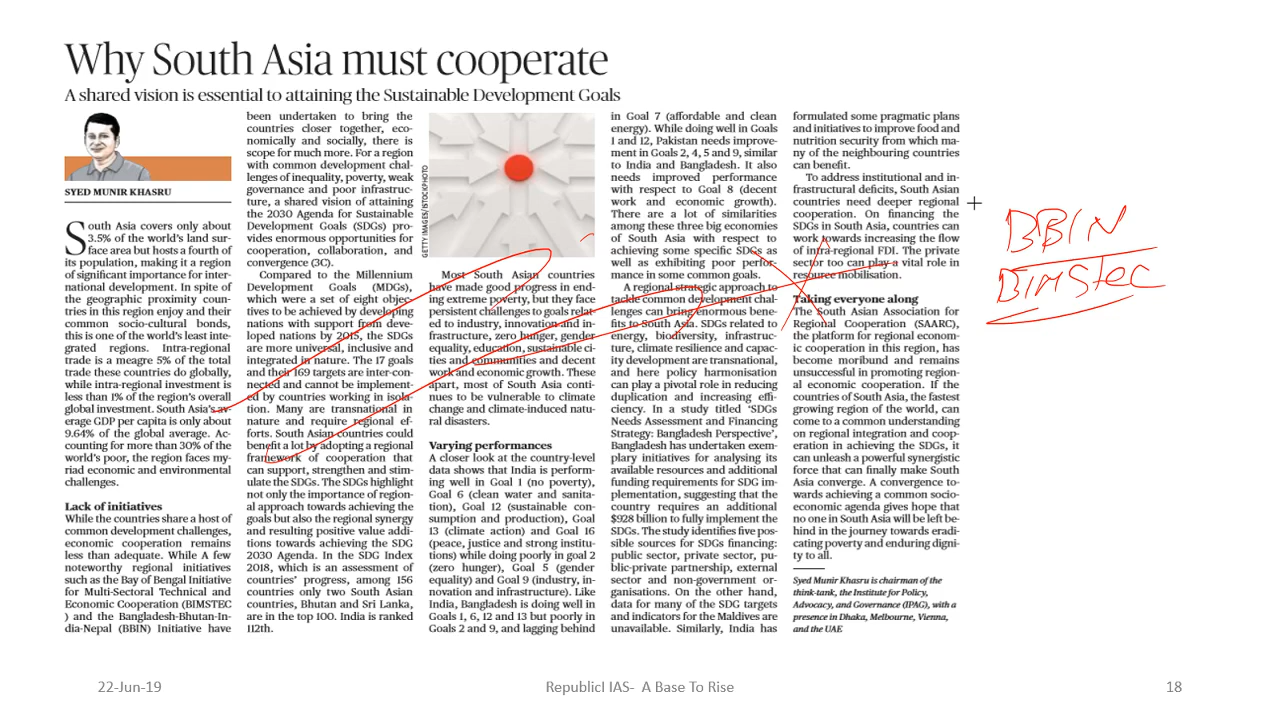 Why South Asia must cooperate
A shared vision is essential to attaining the Sustainable Development Goals
SYED MUNIR KHASRU
South Asia covers only about
3.5% of the world's land sur-
face area but hosts a fourth of
its population, making it a region
of significant importance for inter-
national development. In spite of
the geographic proximity coun-
tries in this region enjoy and their
common socio-cultural bonds,
this is one of the world's least inte-
grated regions. Intra-regional
trade is a meagre 5% of the total
trade these countries do globally,
while intra-regional investment is
less than 1% of the region's overall
global investment. South Asia's av-
erage GDP per capita is only about
9.64% of the global average. Ac-
counting for more than 30% of the
world's poor, the region faces my-
riad economic and environmental
challenges.
Lack of initiatives
While the countries share a host of
common development challenges,
economic cooperation remains
less than adequate. While A few
noteworthy regional initiatives
such as the Bay of Bengal Initiative
for Multi-Sectoral Technical and
Economic Cooperation (BIMSTEC
) and the Bangladesh-Bhutan-In-
dia-Nepal (BBIN) Initiative have
been undertaken to bring the
countries closer together, eco-
nomically and socially, there is
scope for much more. For a region
with common development chal-
lenges of inequality, poverty, weak
governance and poor infrastruc-
ture, a shared vision of attaining
the 2030 Agenda for Sustainable
Development Goals (SDGs) pro-
vides enormous opportunities for
cooperation, collaboration, and
convergence (3C).
Compared to the Millennium
Development Goals (MDGs),
which were a set of eight objec-
tives to be achieved by developing
nations with support from deve-
loped nations by 2015, the SDGs
are more universal, inclusive and
integrated in nature. The 17 goals
and their 169 targets are inter-con-
nected and cannot be implement-
ed by countries working in isola-
tion. Many are transnational in
nature and require regional ef-
forts. South Asian countries could
benefit a lot by adopting a regional
framework of cooperation that
can support, strengthen and stim-
ulate the SDGs. The SDGs highlight
not only the importance of region-
al approach towards achieving the
goals but also the regional synergy
and resulting positive value addi-
tions towards achieving the SDG
2030 Agenda. In the SDG Index
2018, which is an assessment of
countries' progress, among 156
countries only two South Asian
countries, Bhutan and Sri Lanka,
are in the top 100. India is ranked
112th.
GETTY IMAGES/ISTOCKPHOTO
Most South Asian countries
have made good progress in end-
ing extreme poverty, but they face
persistent challenges to goals relat-
ed to industry, innovation and in-
frastructure, zero hunger, gender
equality, education, sustainable ci-
ties and communities and decent
work and economic growth. These
apart, most of South Asia conti-
nues to be vulnerable to climate
change and climate-induced natu-
ral disasters.
Varying performances
A closer look at the country-level
data shows that India is perform-
ing well in Goal 1 (no poverty),
Goal 6 (clean water and sanita-
tion), Goal 12 (sustainable con-
sumption and production), Goal
13 (climate action) and Goal 16
(peace, justice and strong institu-
tions) while doing poorly in goal 2
(zero hunger), Goal 5 (gender
equality) and Goal 9 (industry, in-
novation and infrastructure). Like
India, Bangladesh is doing well in
Goals 1, 6, 12 and 13 but poorly in
Goals 2 and 9, and lagging behind
in Goal 7 (affordable and clean
energy). While doing well in Goals
1 and 12, Pakistan needs improve-
ment in Goals 2, 4, 5 and 9, similar
to India and Bangladesh. It also
needs improved performance
with respect to Goal 8 (decent
work and economic growth).
There are a lot of similarities
among these three big economies
of South Asia with respect to
achieving some specific SDGs as
well as exhibiting poor perfor-
mance in some common goals.
A regional strategic approach to
tackle common development chal-
lenges can bring enormous bene-
fits to South Asia. SDGs related to
energy, biodiversity, infrastruc-
ture, climate resilience and capac-
ity development are transnational,
and here policy harmonisation
can play a pivotal role in reducing
duplication and increasing effi-
ciency. In a study titled 'SDGs
Needs Assessment and Financing
Strategy: Bangladesh Perspective',
Bangladesh has undertaken exem-
plary initiatives for analysing its
available resources and additional
funding requirements for SDG im-
plementation, suggesting that the
country requires an additional
$928 billion to fully implement the
SDGs. The study identifies five pos-
sible sources for SDGs financing:
public sector, private sector, pu-
blic-private partnership, external
sector and non-government or-
ganisations. On the other hand,
data for many of the SDG targets
and indicators for the Maldives are
unavailable. Similarly, India has
formulated some pragmatic plans
and initiatives to improve food and
nutrition security from which ma-
ny of the neighbouring countries
can benefit.
To address institutional and in-
frastructural deficits, South Asian
countries need deeper regional
cooperation. On financing the
SDGs in South Asia, countries can
work towards increasing the flow
of intra-regional FDI. The private
sector too can play a vital role in
resource mobilisation.
Taking everyone along
The South Asian Association for
Regional Cooperation (SAARC),
the platform for regional econom-
ic cooperation in this region, has
become moribund and remains
unsuccessful in promoting region-
al economic cooperation. If the
countries of South Asia, the fastest
growing region of the world, can
come to a common understanding
on regional integration and coop-
eration in achieving the SDGs, it
can unleash a powerful synergistic
force that can finally make South
Asia converge. A convergence to-
wards achieving a common socio-
economic agenda gives hope that
no one in South Asia will be left be-
hind in the journey towards eradi-
cating poverty and enduring digni-
ty to all.
Syed Munir Khasru is chairman of the
think-tank, the Institute for Policy,
Advocacy, and Governance (IPAG), with a
presence in Dhaka, Melbourne, Vienna,
and the UAE
BBIN
BIMStec
22-Jun-19
RepublicI IAS- A Base To Rise
18